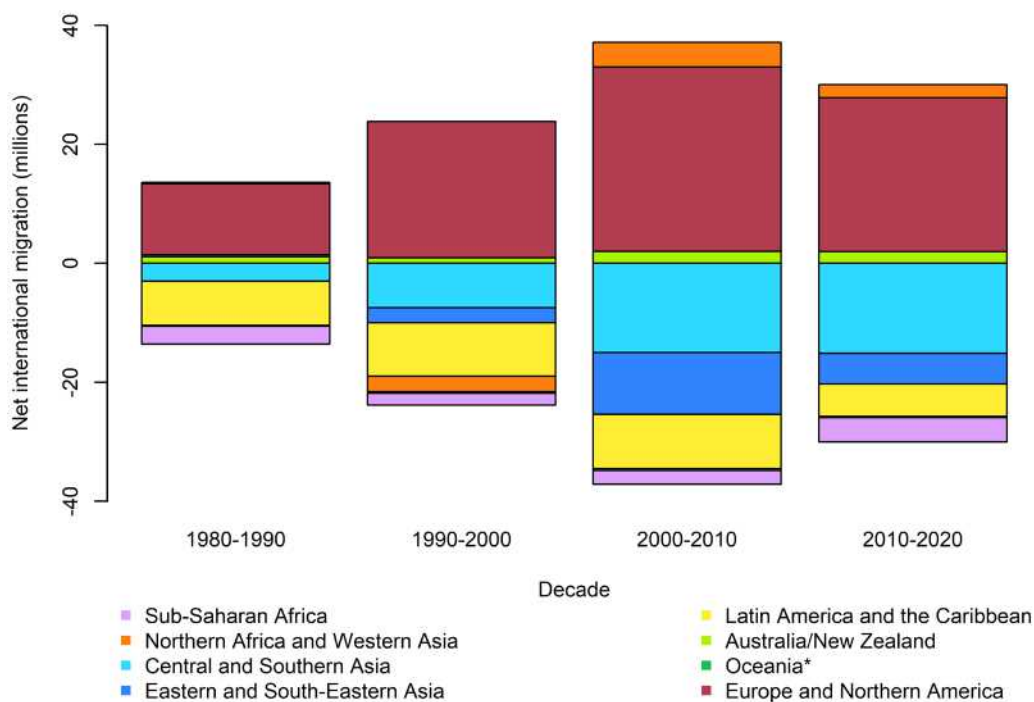 Net international migration (millions)
40
20
0
-20
-40
1980-1990
1990-2000
2000-2010
2010-2020
Decade
Sub-Saharan Africa
Northern Africa and Western Asia
Central and Southern Asia
Eastern and South-Eastern Asia
Latin America and the Caribbean
Australia/New Zealand
Oceania*
Europe and Northern America